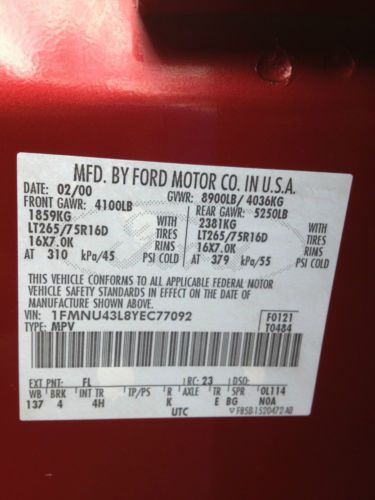 MFD. BY FORD MOTOR CO. IN U.S.A.
DATE: 02/00 GVWR: 8900LB/ 4036KG
FRONT GAWR: 4100LB REAR GAWR: 5250LB
1859KG WITH 2381KG WITH
LT265/75R16D TIRES LT265/75R16D TIRES
16X7.0K RIMS 16X7.0K RIMS
AT 310 kPa/45 PSI COLD AT 379 kPa/55 PSI COLD
THIS VEHICLE CONFORMS TO ALL APPLICABLE FEDERAL MOTOR
VEHICLE SAFETY STANDARDS IN EFFECT ON THE DATE OF
MANUFACTURE SHOWN ABOVE.
VIN: 1FMNU43L8YEC77092 F0121
TYPE: MPV T0484
EXT PNT: FL RC: 23 DSO:
WB BRK INT TR TP/PS R AXLE TR SPR 0L114
137 4 4H K E BG N0A
UTC F85B-1520472 AB